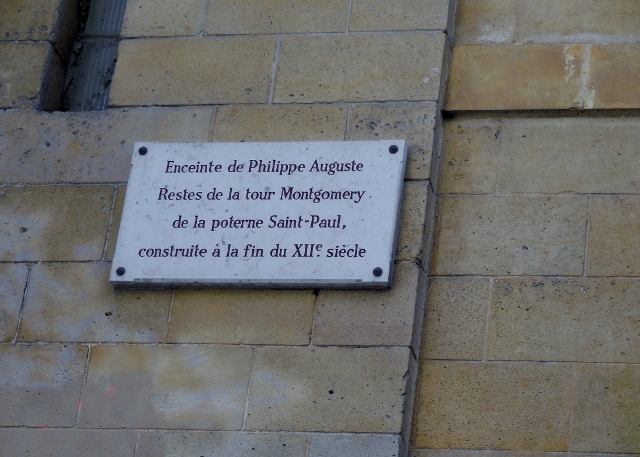 Enceinte de Philippe Auguste
Restes de la tour Montgomery
de la poterne Saint-Paul,
construite à la fin du XIIe. siècle